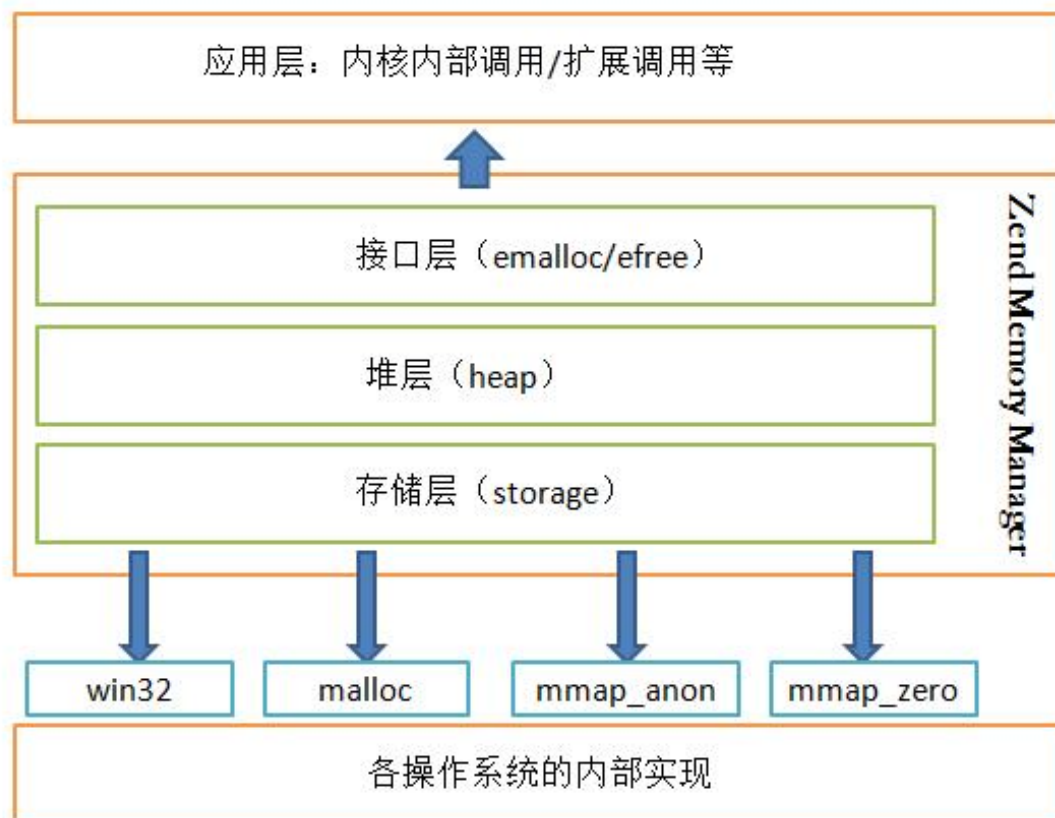 应用层：内核内部调用/扩展调用等
接口层（emalloc/efree）
堆层（heap）
存储层（storage）
Zend Memory Manager
win32
malloc
mmap_anon
mmap_zero
各操作系统的内部实现